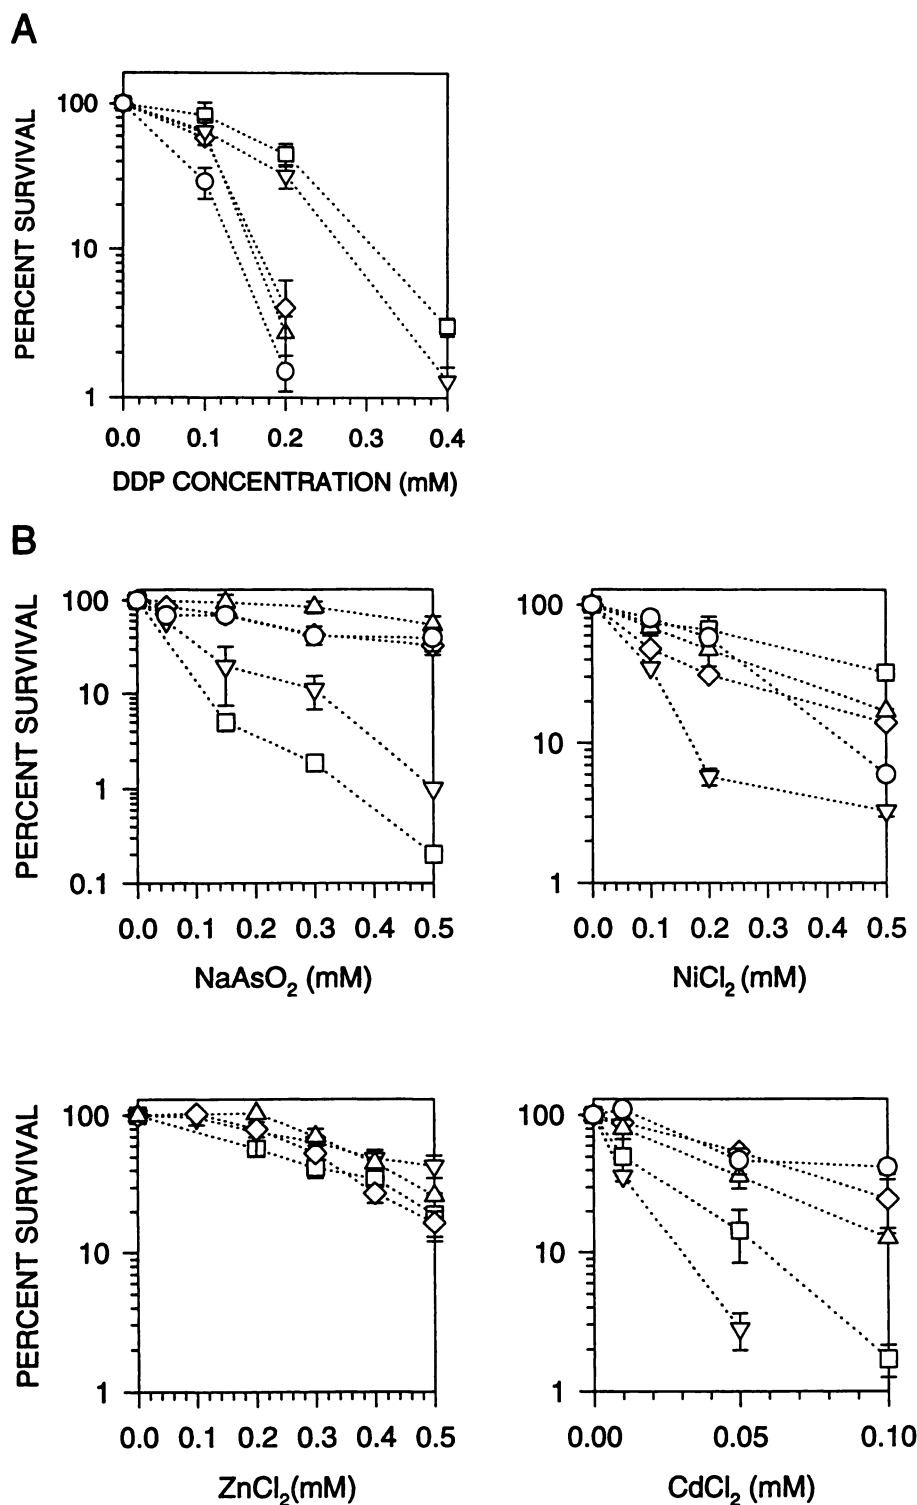 A
PERCENT SURVIVAL
100
10
1
0.0 0.1 0.2 0.3 0.4
DDP CONCENTRATION (mM)
B
PERCENT SURVIVAL
100
10
1
0.1
0.0 0.1 0.2 0.3 0.4 0.5
NaAsO₂ (mM)
100
10
1
0.0 0.1 0.2 0.3 0.4 0.5
NiCl₂ (mM)
PERCENT SURVIVAL
100
10
1
0.0 0.1 0.2 0.3 0.4 0.5
ZnCl₂(mM)
100
10
1
0.00 0.05 0.10
CdCl₂ (mM)